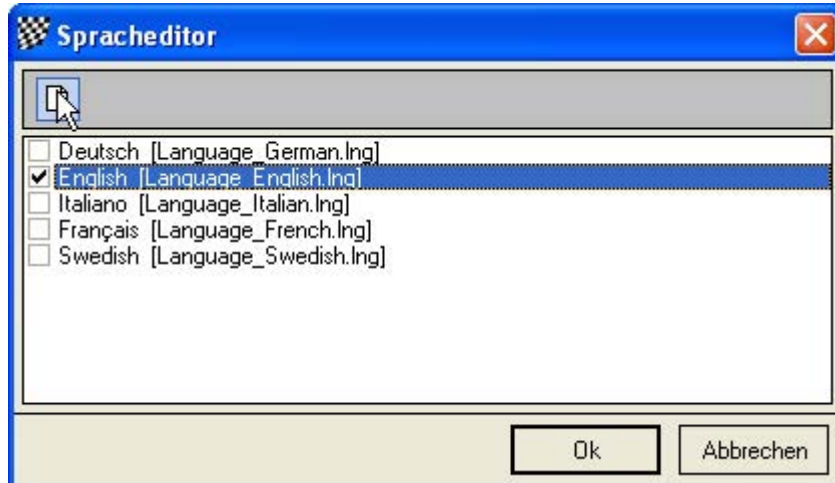 Spracheditor
Deutsch [Language_German.lng]
English [Language_English.lng]
Italiano [Language_Italian.lng]
Français [Language_French.lng]
Swedish [Language_Swedish.lng]
Ok
Abbrechen